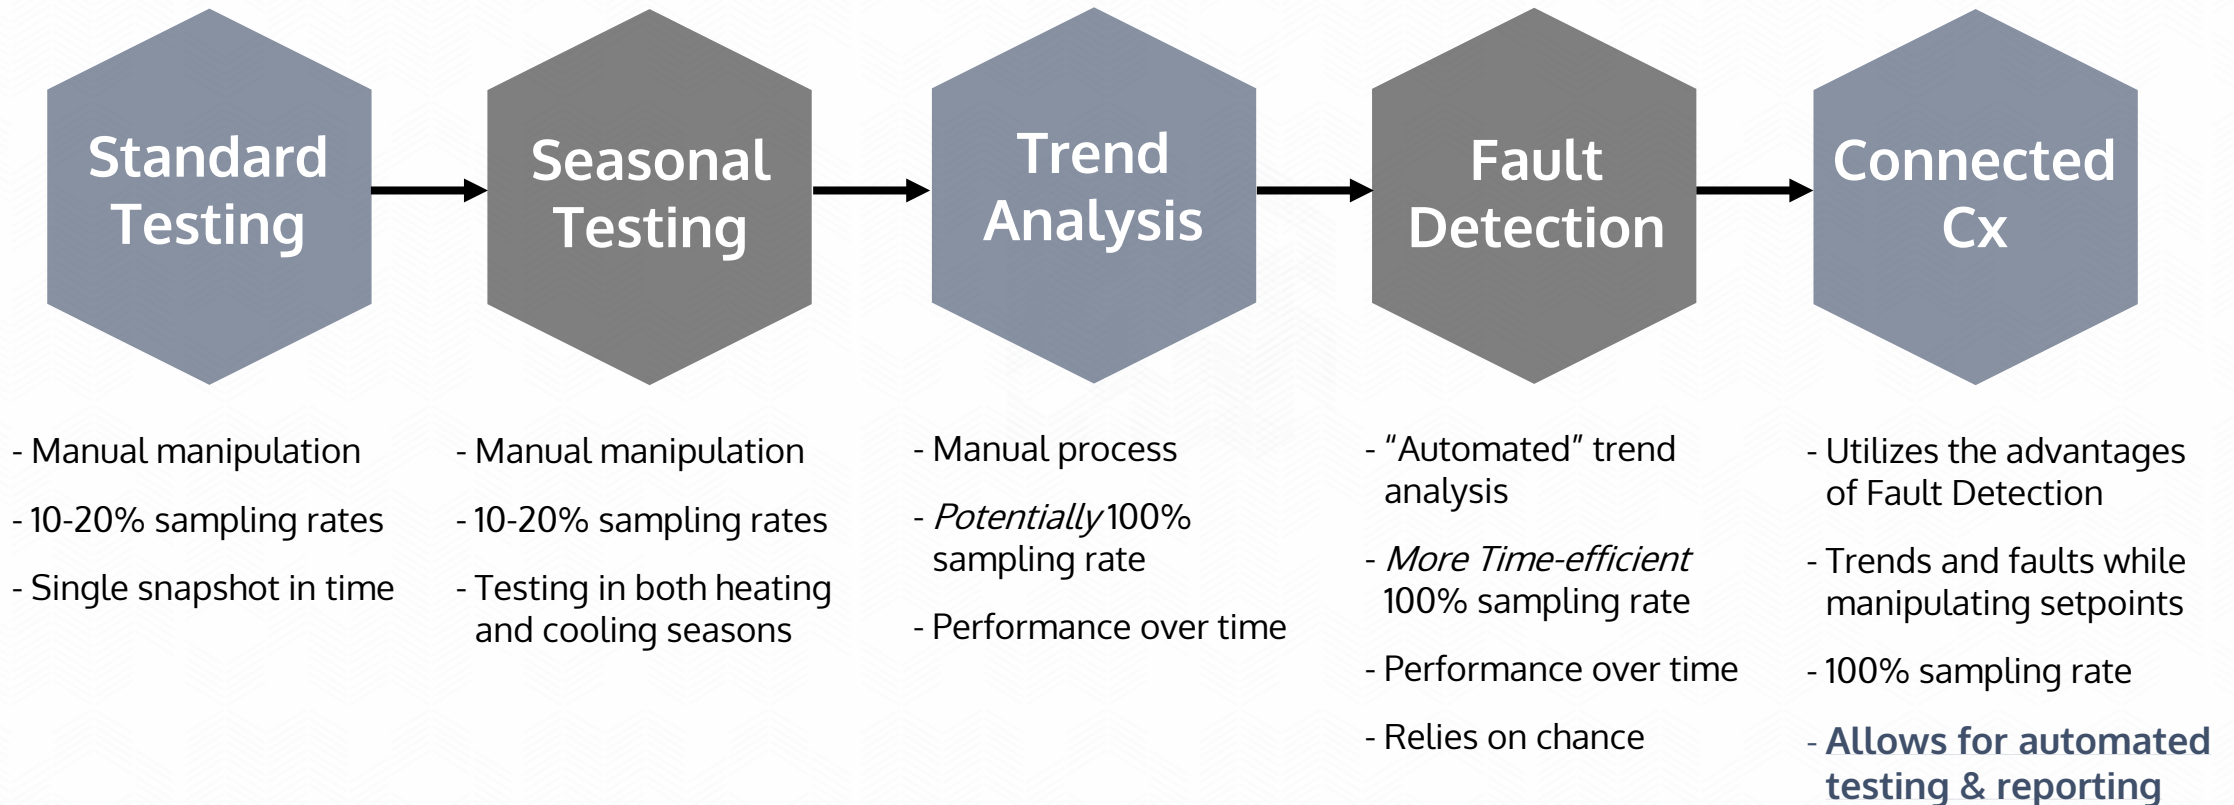 Standard
Testing
Seasonal
Testing
Trend
Analysis
Fault
Detection
Connected
Cx
- Manual manipulation
- 10-20% sampling rates
- Single snapshot in time
- Manual manipulation
- 10-20% sampling rates
- Testing in both heating
and cooling seasons
- Manual process
- Potentially 100%
sampling rate
- Performance over time
- “Automated” trend
analysis
- More Time-efficient
100% sampling rate
- Performance over time
- Relies on chance
- Utilizes the advantages
of Fault Detection
- Trends and faults while
manipulating setpoints
- 100% sampling rate
- Allows for automated
testing & reporting